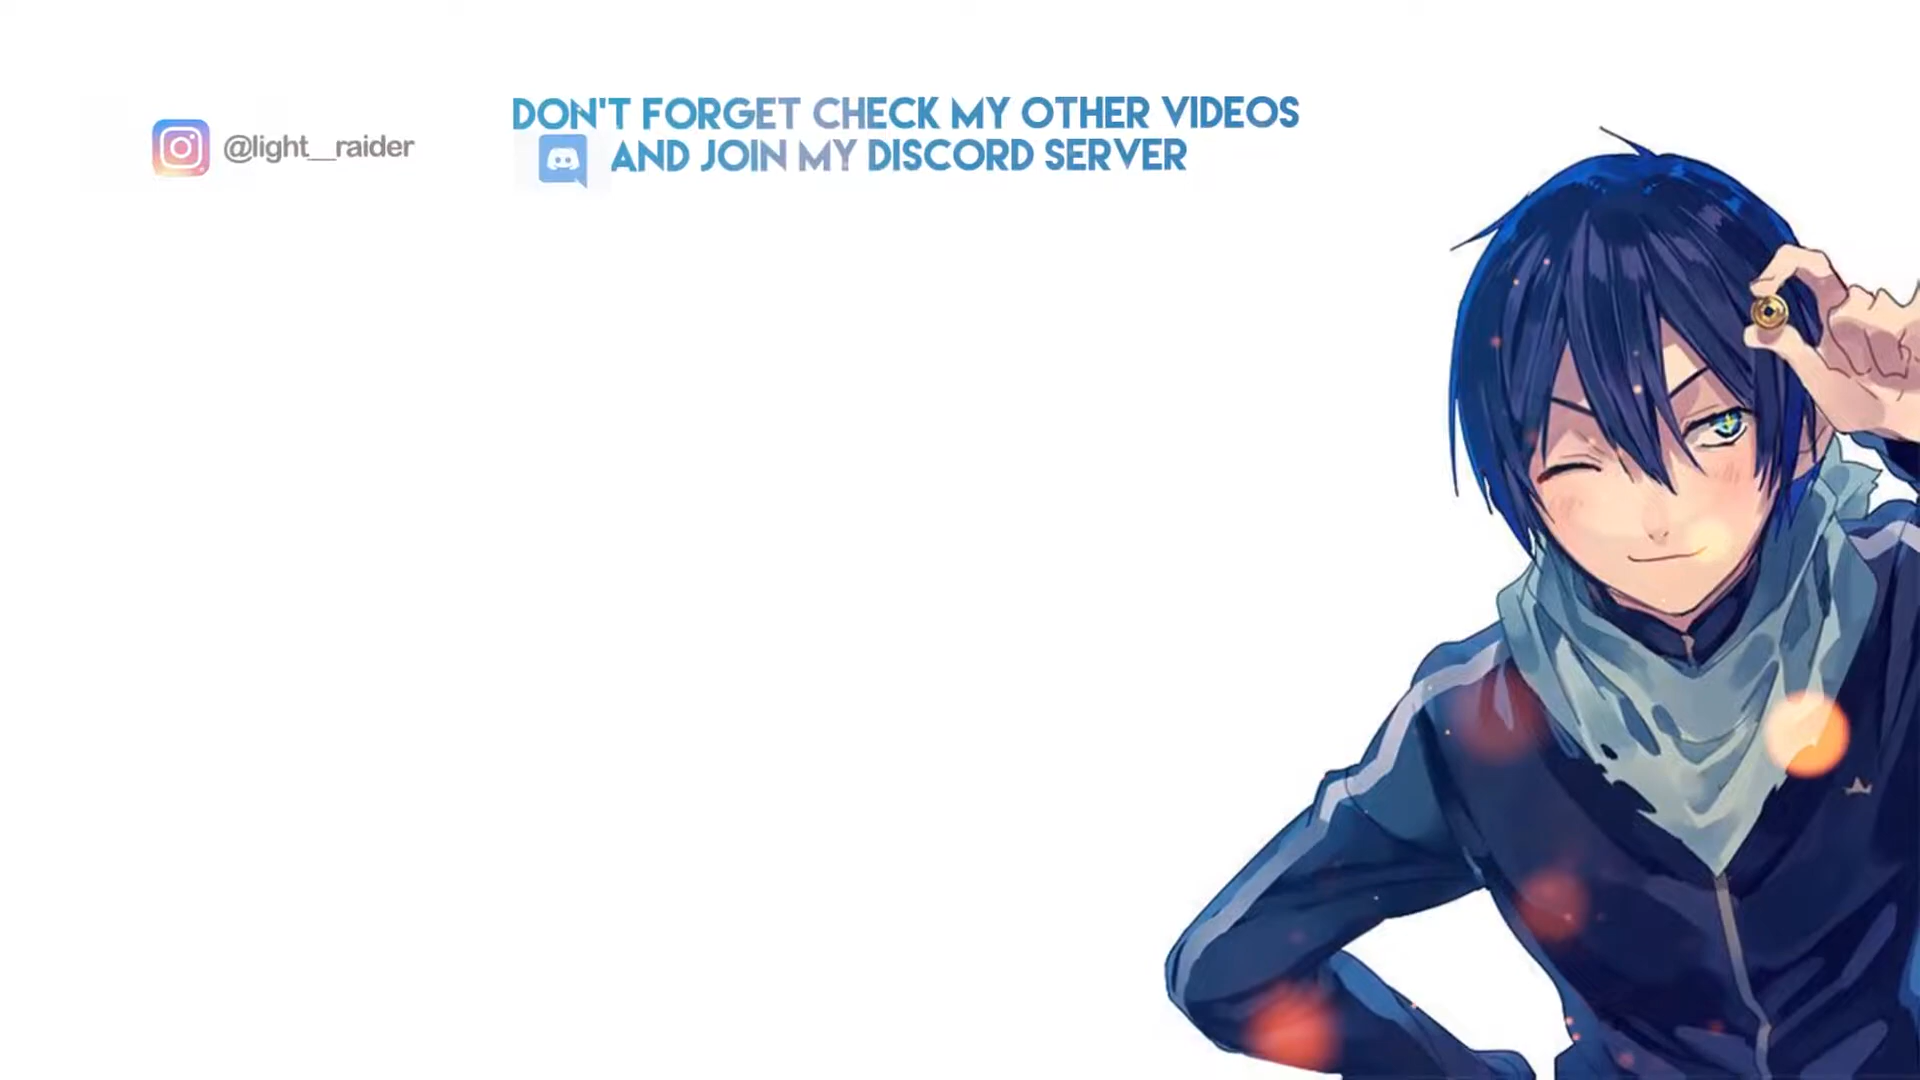 @light__raider
DON'T FORGET CHECK MY OTHER VIDEOS
AND JOIN MY DISCORD SERVER